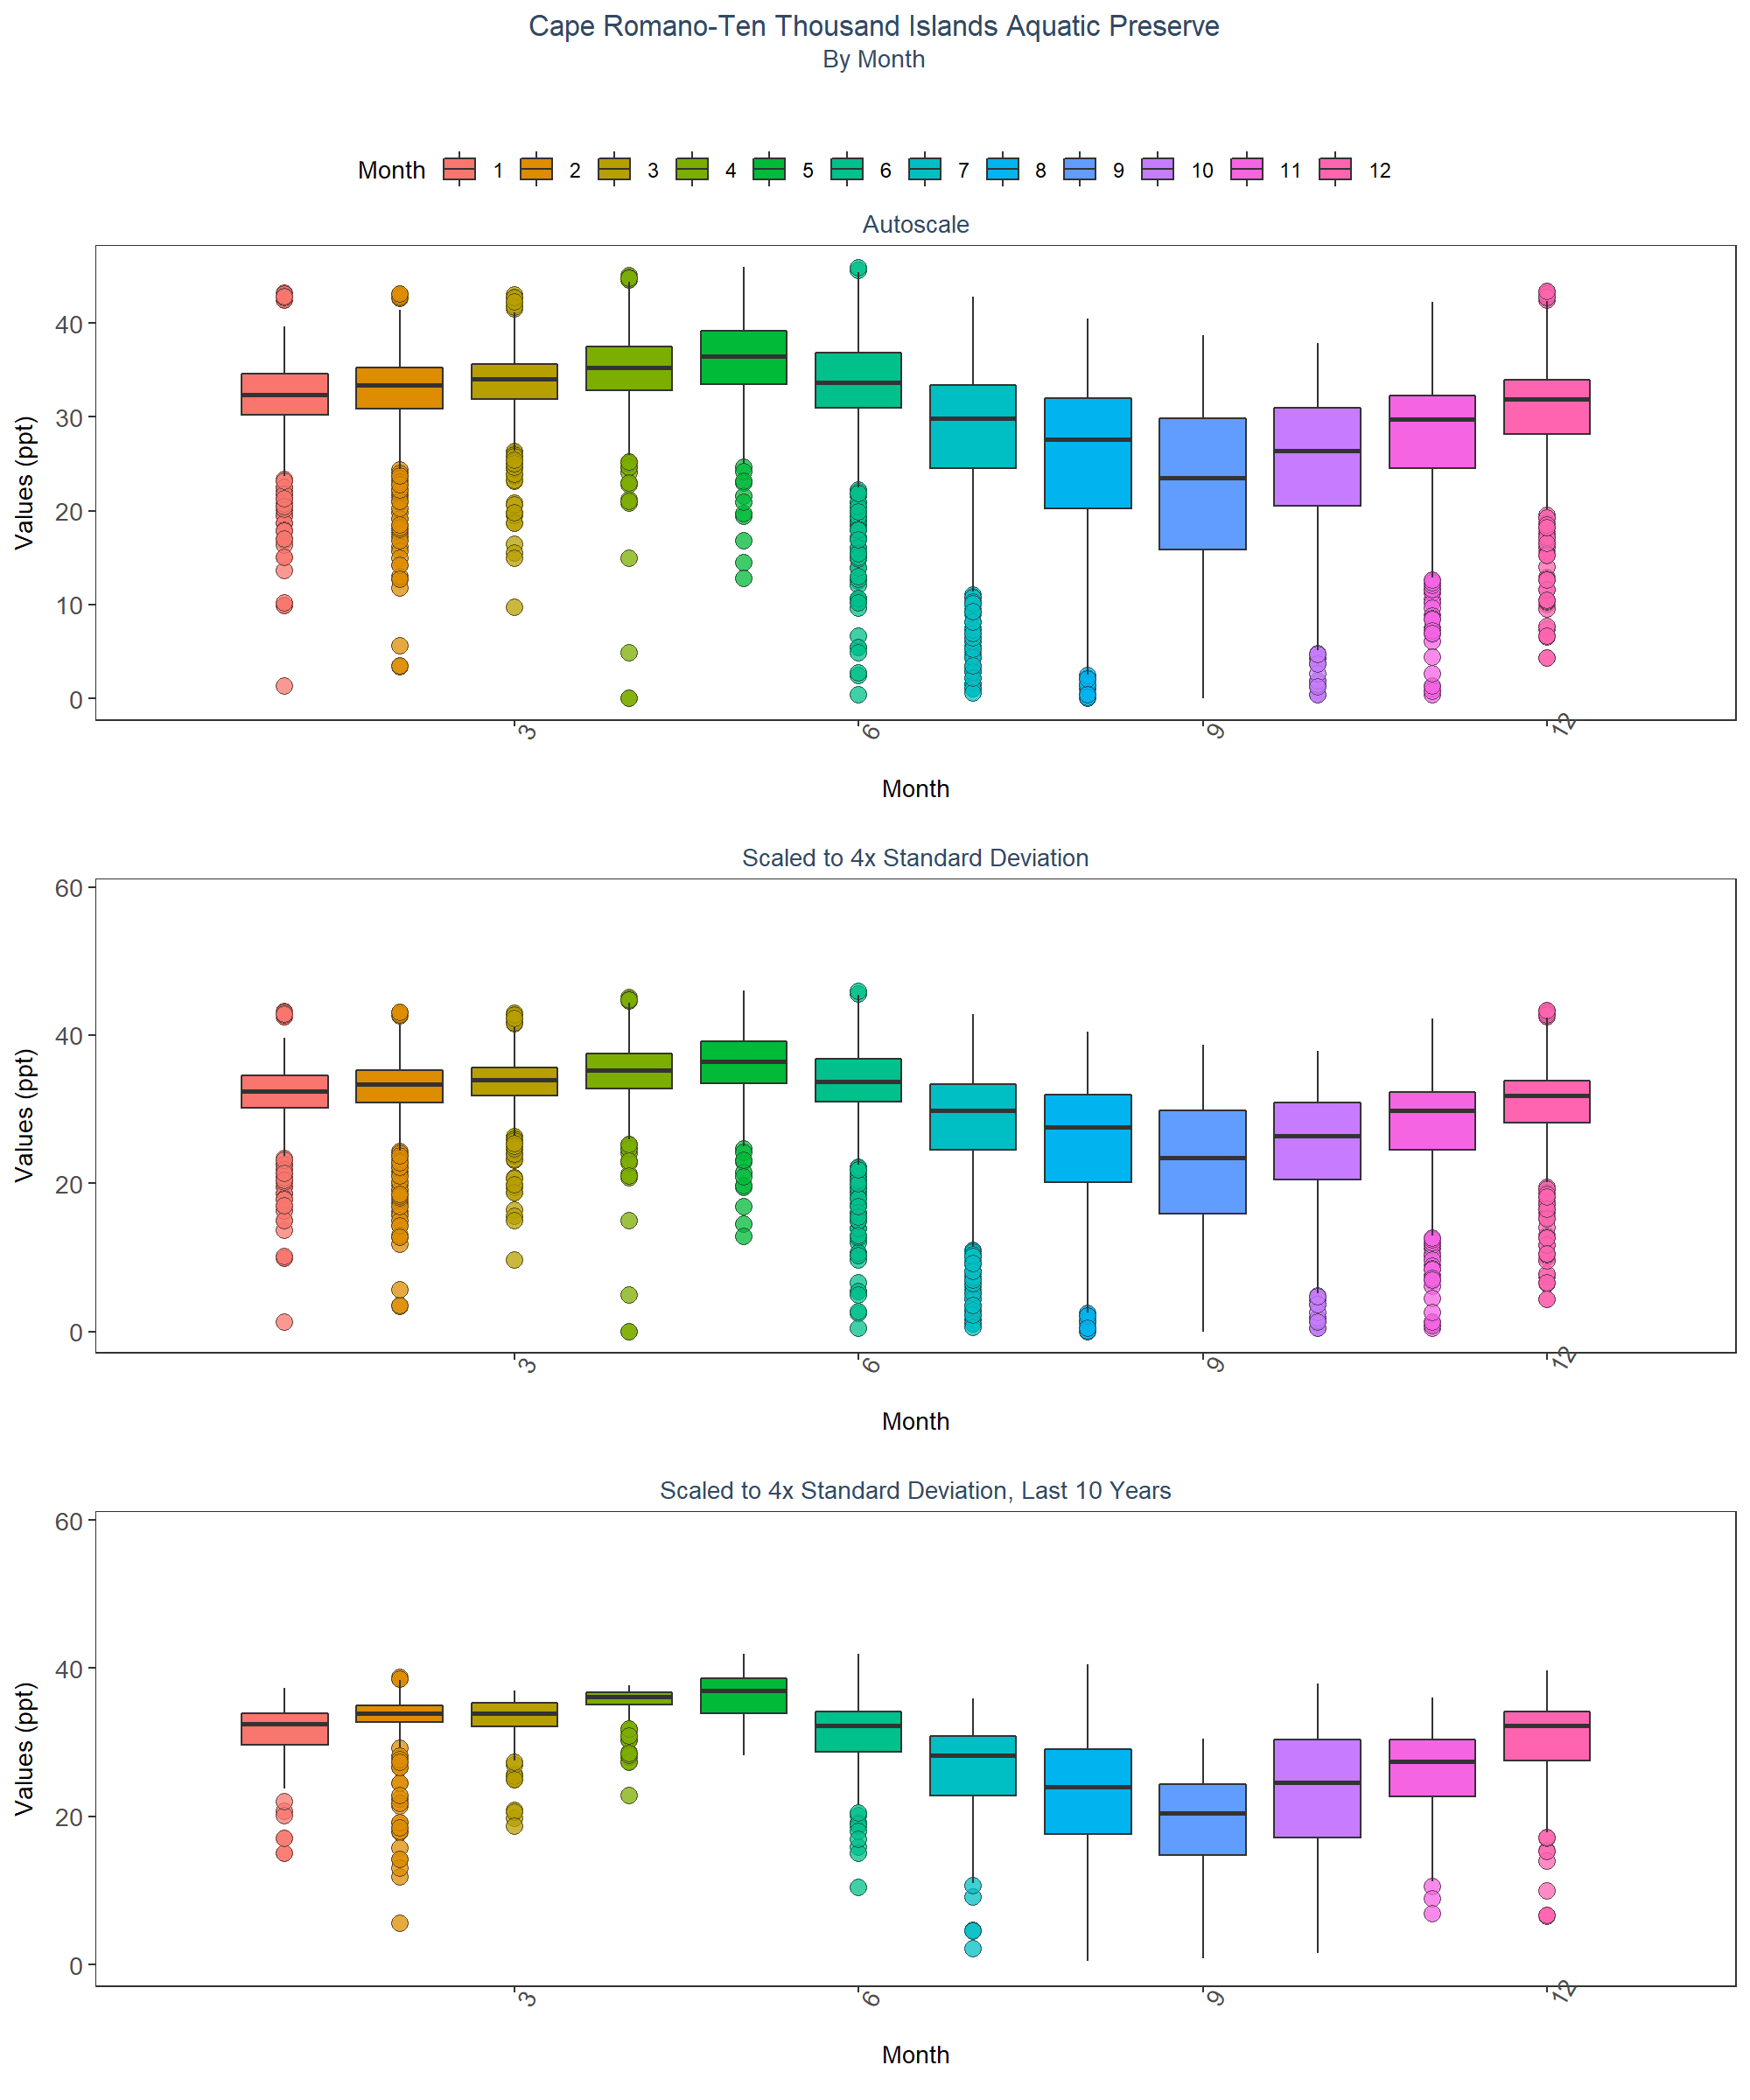 Cape Romano-Ten Thousand Islands Aquatic Preserve
By Month
Month 1 2 3 4 5 6 7 8 9 10 11 12
Autoscale
Values (ppt)
40
30
20
10
0
3 6 9 12
Month
Scaled to 4x Standard Deviation
Values (ppt)
60
40
20
0
3 6 9 12
Month
Scaled to 4x Standard Deviation, Last 10 Years
Values (ppt)
60
40
20
0
3 6 9 12
Month